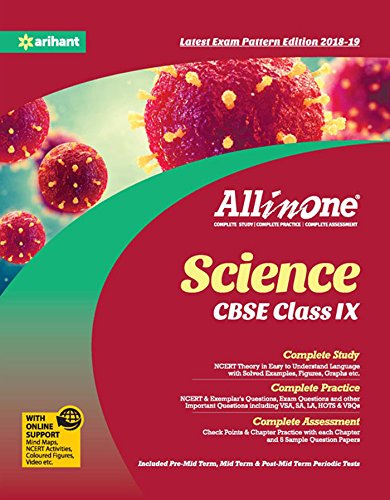 arihant
Latest Exam Pattern Edition 2018-19
All in One®
COMPLETE STUDY | COMPLETE PRACTICE | COMPLETE ASSESSMENT
Science
CBSE Class IX
Complete Study
NCERT Theory in Easy to Understand Language
with Solved Examples, Figures, Graphs etc.
Complete Practice
NCERT & Exemplar's Questions, Exam Questions and other
Important Questions including VSA, SA, LA, HOTS & VBQs
Complete Assessment
Check Points & Chapter Practice with each Chapter
and 5 Sample Question Papers
WITH
ONLINE
SUPPORT
Mind Maps,
NCERT Activities,
Coloured Figures,
Video etc.
Included Pre-Mid Term, Mid Term & Post-Mid Term Periodic Tests